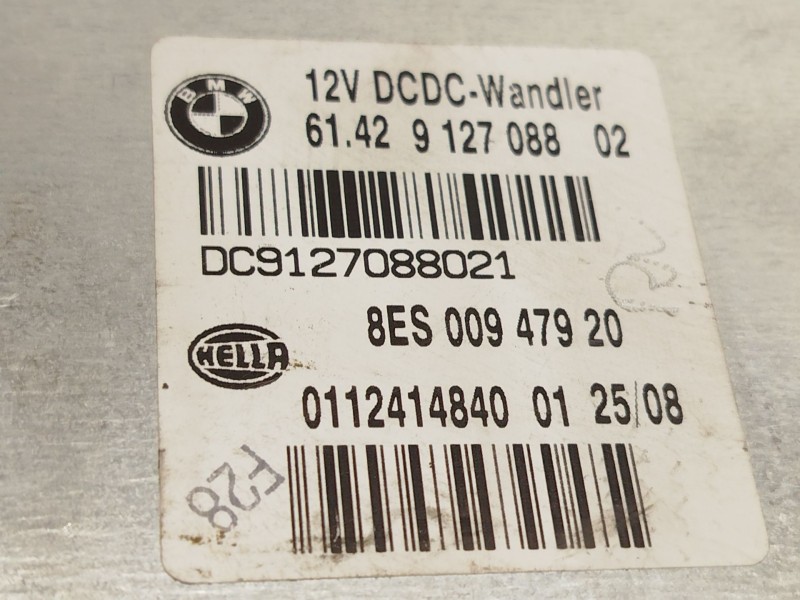 BMW
12V DCDC-Wandler
61.42 9 127 088 02
DC9127088021
8ES 009 479 20
HELLA
0112414840 01 25/08
F28